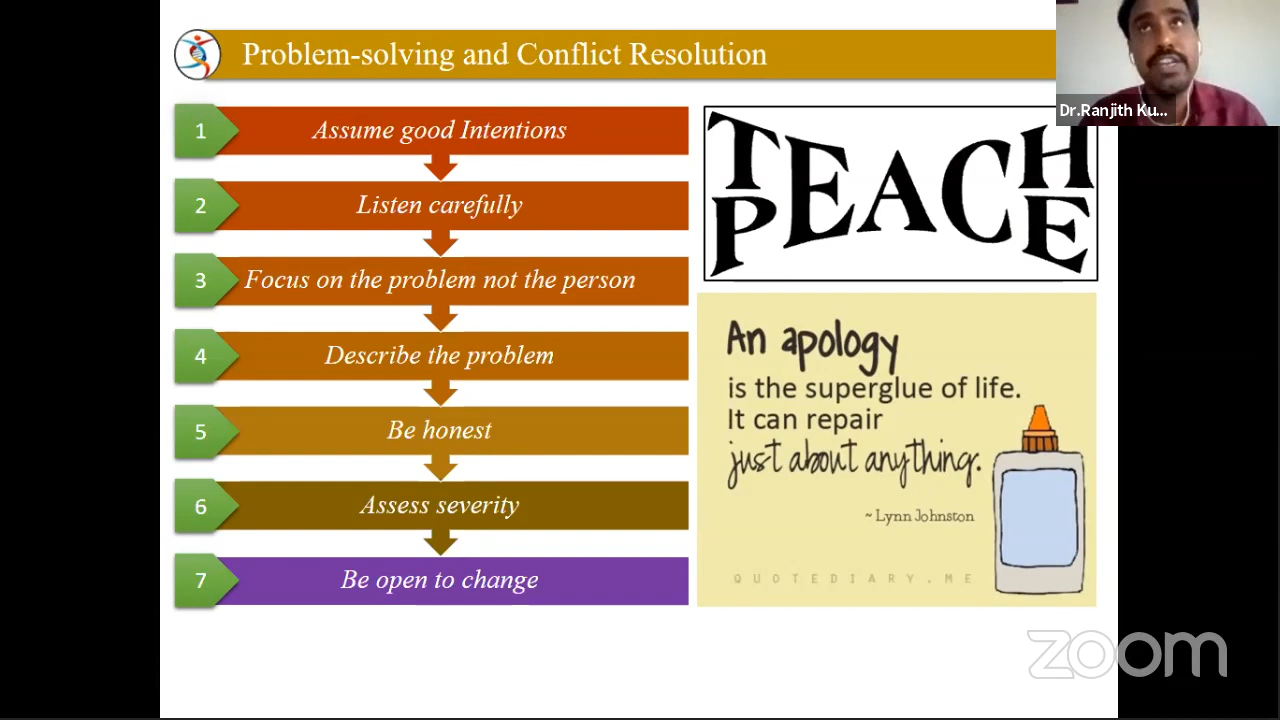 Problem-solving and Conflict Resolution
Dr.Ranjith Ku...
1
Assume good Intentions
2
Listen carefully
3
Focus on the problem not the person
4
Describe the problem
5
Be honest
6
Assess severity
7
Be open to change
TEACH
PEACE
An apology
is the superglue of life.
It can repair
just about anything.
~ Lynn Johnston
QUOTEDIARY.ME
zoom